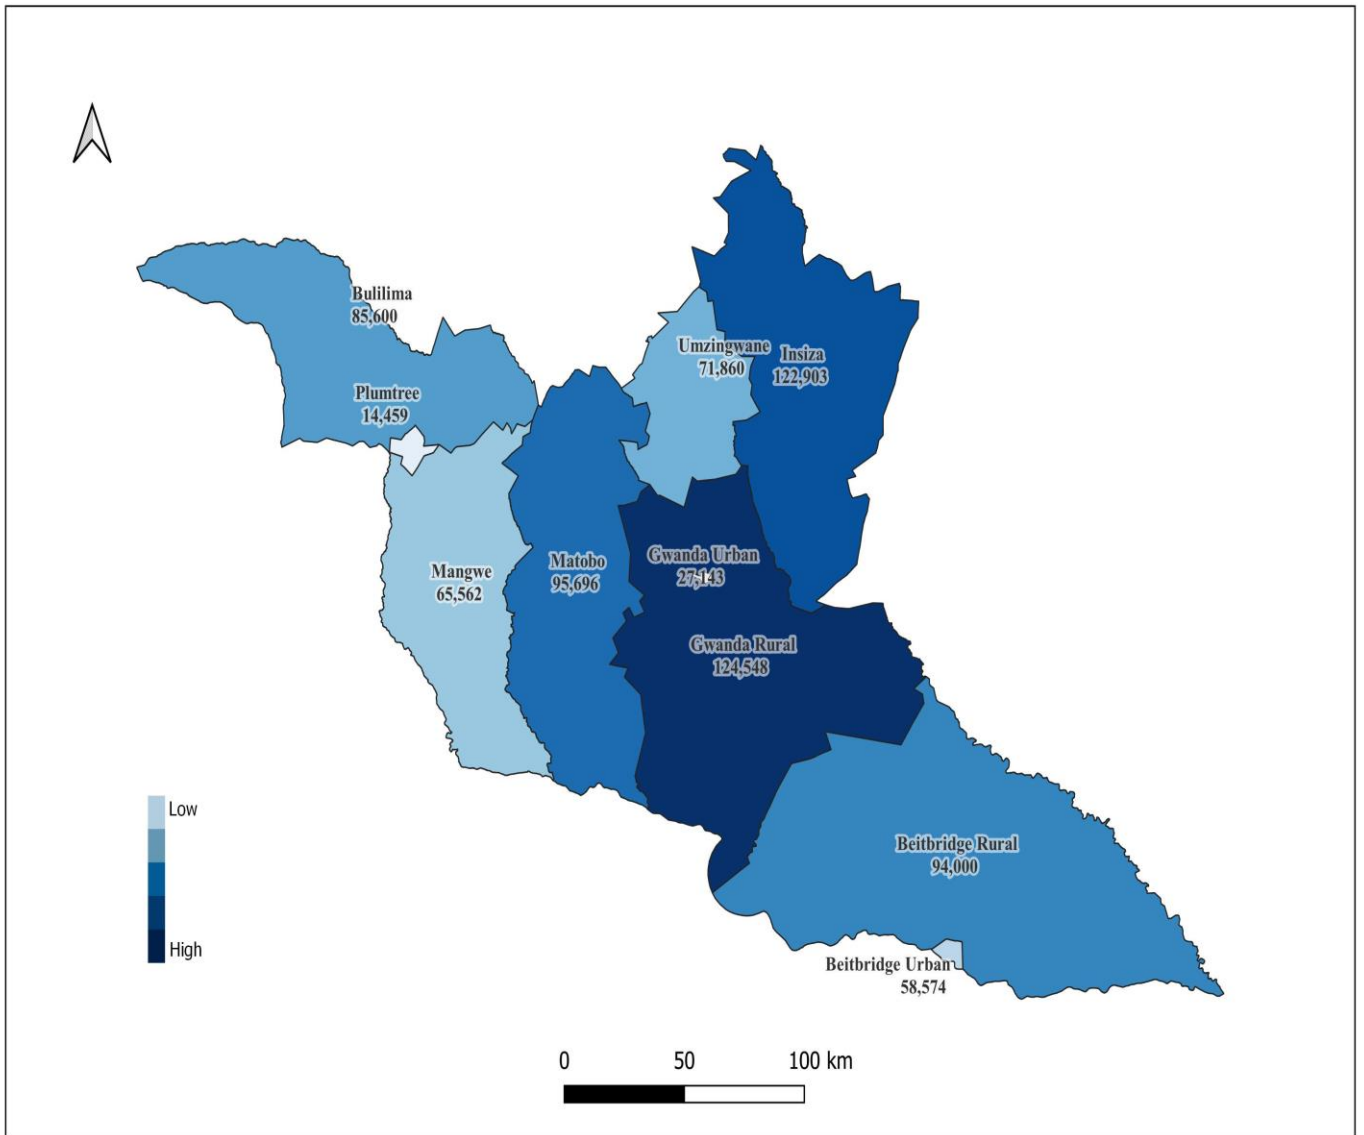 Bulilima
85,600
Umzingwane
71,860
Insiza
122,903
Plumtree
14,459
Gwanda Urban
27,143
Mangwe
65,562
Matobo
95,696
Gwanda Rural
124,548
Low
High
Beitbridge Rural
94,000
Beitbridge Urban
58,574
0 50 100 km